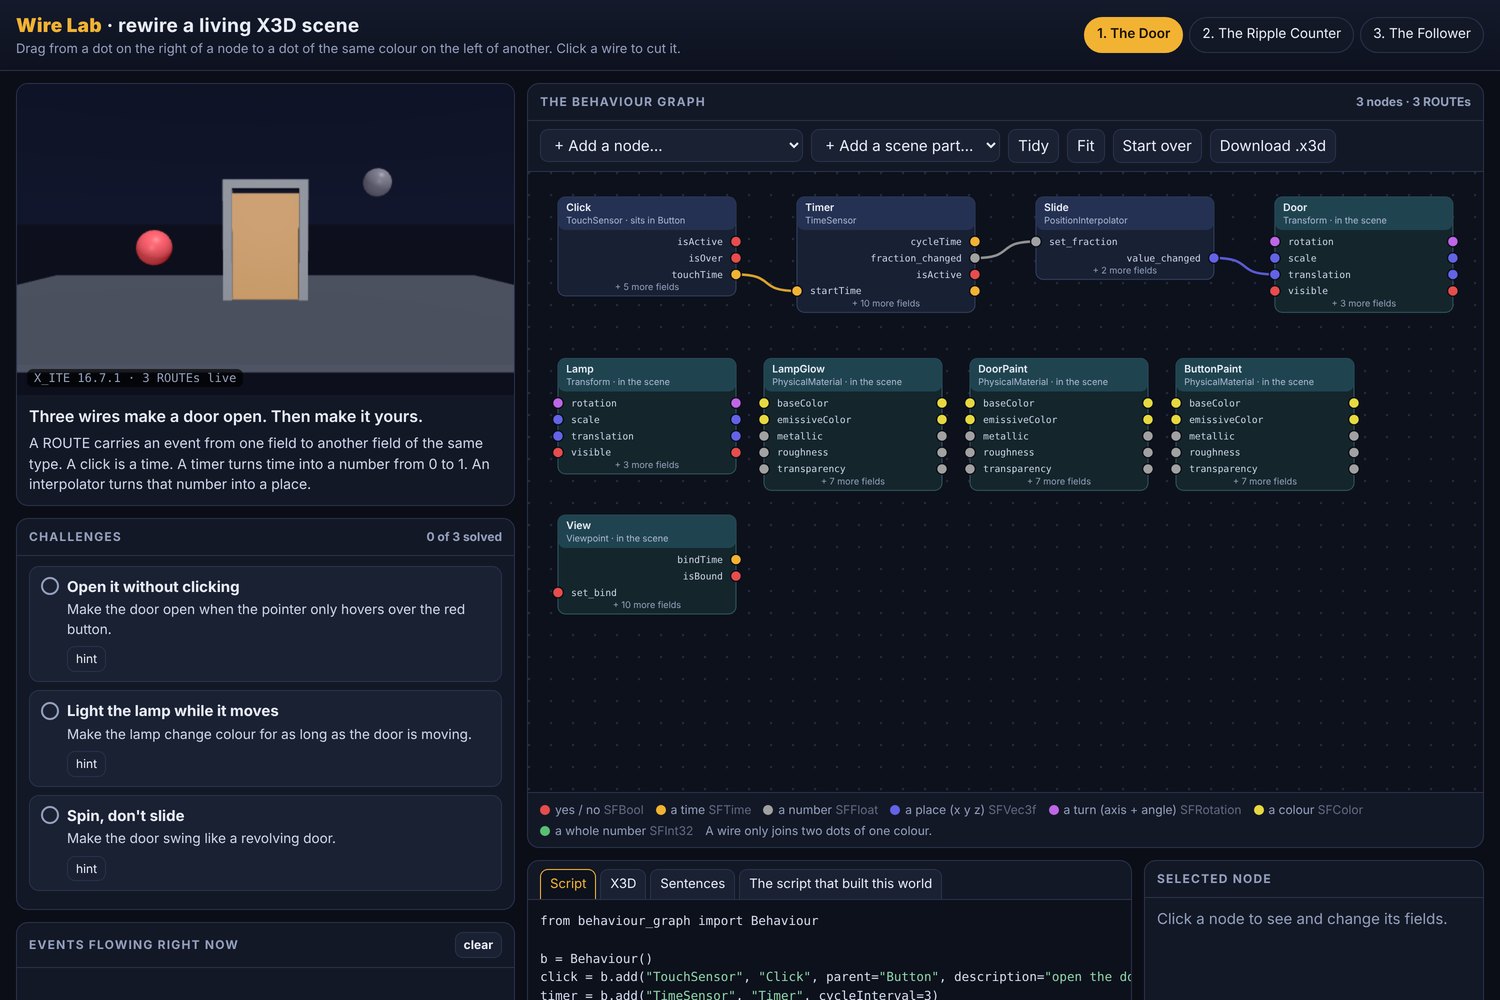 Wire Lab · rewire a living X3D scene
Drag from a dot on the right of a node to a dot of the same colour on the left of another. Click a wire to cut it.
1. The Door
2. The Ripple Counter
3. The Follower
X_ITE 16.7.1 · 3 ROUTEs live
Three wires make a door open. Then make it yours.
A ROUTE carries an event from one field to another field of the same
type. A click is a time. A timer turns time into a number from 0 to 1. An
interpolator turns that number into a place.
CHALLENGES
0 of 3 solved
Open it without clicking
Make the door open when the pointer only hovers over the red
button.
hint
Light the lamp while it moves
Make the lamp change colour for as long as the door is moving.
hint
Spin, don't slide
Make the door swing like a revolving door.
hint
EVENTS FLOWING RIGHT NOW
clear
THE BEHAVIOUR GRAPH
3 nodes · 3 ROUTEs
+ Add a node...
+ Add a scene part...
Tidy
Fit
Start over
Download .x3d
Click
TouchSensor · sits in Button
isActive
isOver
touchTime
+ 5 more fields
Timer
TimeSensor
cycleTime
fraction_changed
isActive
startTime
+ 10 more fields
Slide
PositionInterpolator
set_fraction
value_changed
+ 2 more fields
Door
Transform · in the scene
rotation
scale
translation
visible
+ 3 more fields
Lamp
Transform · in the scene
rotation
scale
translation
visible
+ 3 more fields
LampGlow
PhysicalMaterial · in the scene
baseColor
emissiveColor
metallic
roughness
transparency
+ 7 more fields
DoorPaint
PhysicalMaterial · in the scene
baseColor
emissiveColor
metallic
roughness
transparency
+ 7 more fields
ButtonPaint
PhysicalMaterial · in the scene
baseColor
emissiveColor
metallic
roughness
transparency
+ 7 more fields
View
Viewpoint · in the scene
bindTime
isBound
set_bind
+ 10 more fields
yes / no SFBool
a time SFTime
a number SFFloat
a place (x y z) SFVec3f
a turn (axis + angle) SFRotation
a colour SFColor
a whole number SFInt32
A wire only joins two dots of one colour.
Script
X3D
Sentences
The script that built this world
from behaviour_graph import Behaviour
b = Behaviour()
click = b.add("TouchSensor", "Click", parent="Button", description="open the do
timer = b.add("TimeSensor", "Timer", cycleInterval=3)
SELECTED NODE
Click a node to see and change its fields.